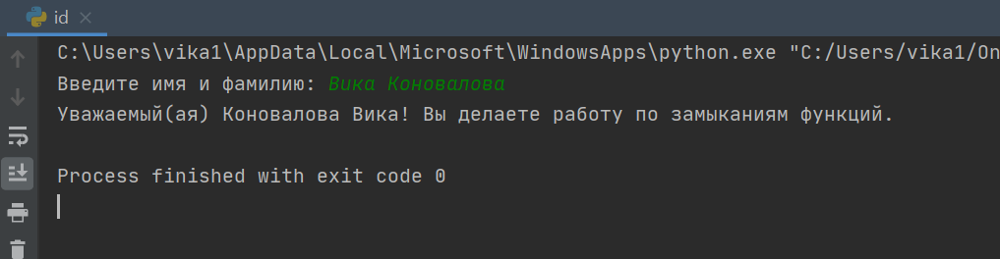 id
C:\Users\vika1\AppData\Local\Microsoft\WindowsApps\python.exe "C:/Users/vika1/On
Введите имя и фамилию: Вика Коновалова
Уважаемый(ая) Коновалова Вика! Вы делаете работу по замыканиям функций.
Process finished with exit code 0